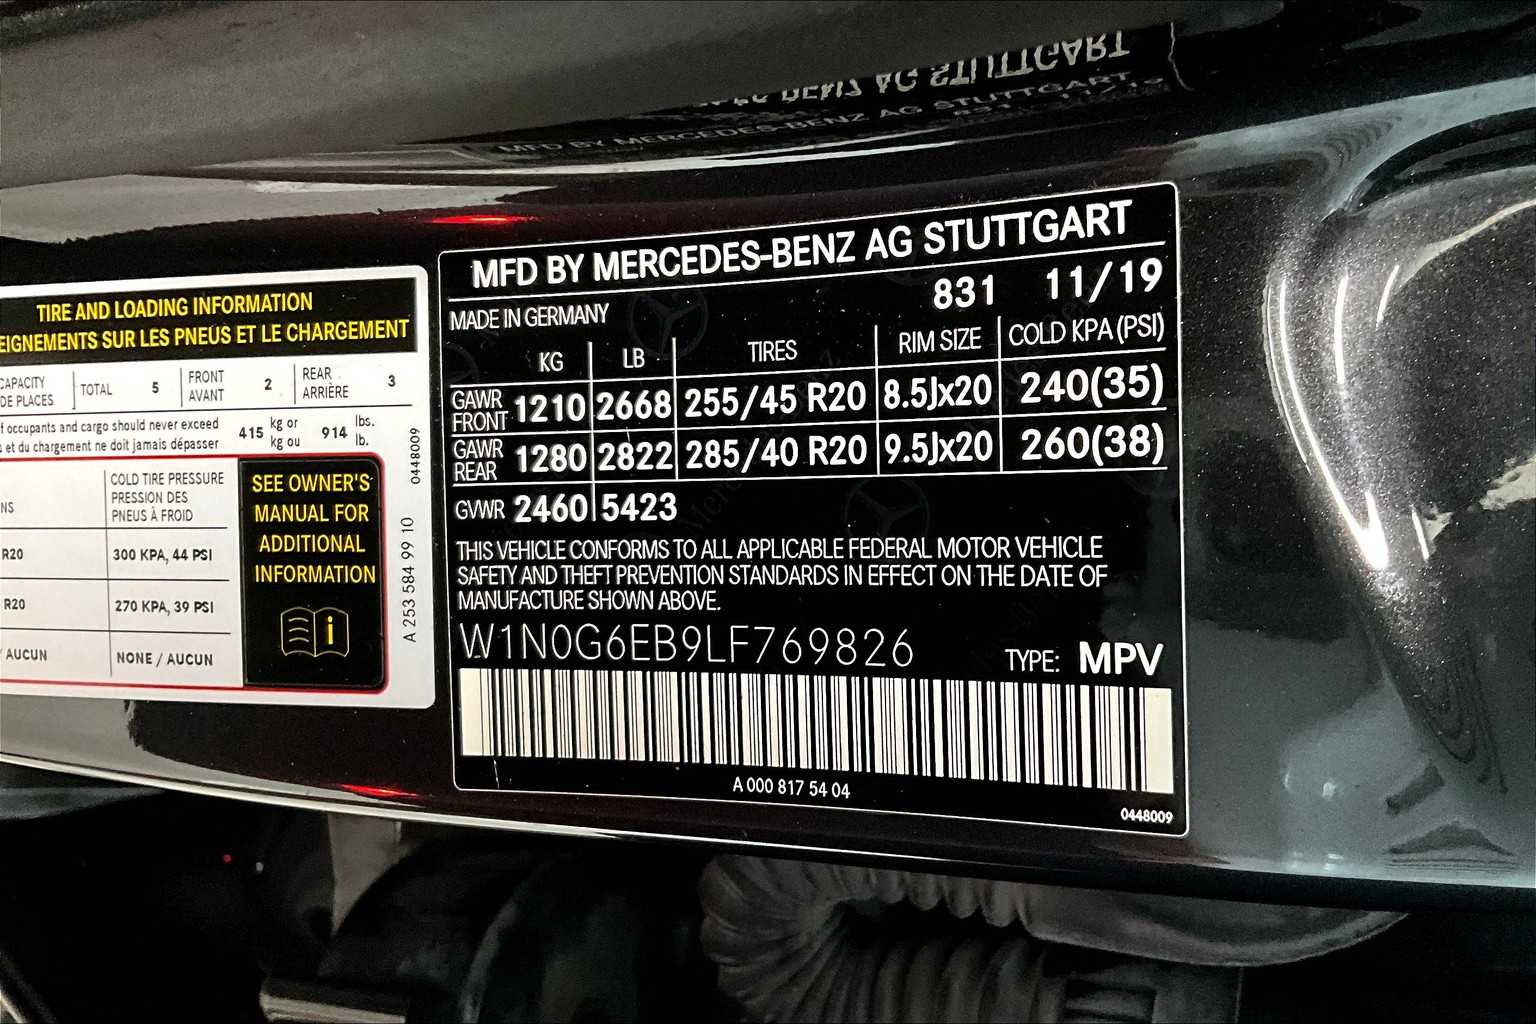 TIRE AND LOADING INFORMATION
EIGNEMENTS SUR LES PNEUS ET LE CHARGEMENT
CAPACITY
DE PLACES
TOTAL 5
FRONT
AVANT
2
REAR
ARRIÈRE
3
f occupants and cargo should never exceed
et du chargement ne doit jamais dépasser
415 kg or
kg ou
914 lbs.
lb.
NS
COLD TIRE PRESSURE
PRESSION DES
PNEUS À FROID
R20 300 KPA, 44 PSI
R20 270 KPA, 39 PSI
/ AUCUN NONE / AUCUN
SEE OWNER'S
MANUAL FOR
ADDITIONAL
INFORMATION
i
0448009
A 253 584 99 10
MFD BY MERCEDES-BENZ AG STUTTGART
MADE IN GERMANY 831 11/19
KG LB TIRES RIM SIZE COLD KPA (PSI)
GAWR
FRONT
1210 2668 255/45 R20 8.5Jx20 240(35)
GAWR
REAR
1280 2822 285/40 R20 9.5Jx20 260(38)
GVWR 2460 5423
THIS VEHICLE CONFORMS TO ALL APPLICABLE FEDERAL MOTOR VEHICLE
SAFETY AND THEFT PREVENTION STANDARDS IN EFFECT ON THE DATE OF
MANUFACTURE SHOWN ABOVE.
W1N0G6EB9LF769826 TYPE: MPV
A 000 817 54 04
0448009